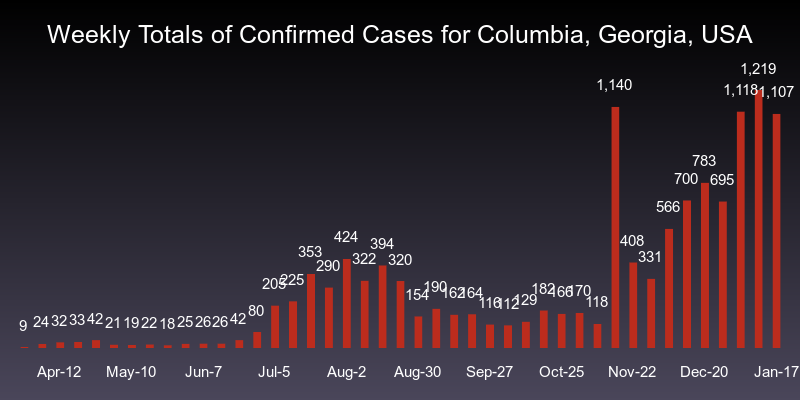 Weekly Totals of Confirmed Cases for Columbia, Georgia, USA
9 24 32 33 42 21 19 22 18 25 26 26 42 80 205 225 353 290 424 322 394 320 154 190 162 164 116 112 129 182 166 170 118 1,140 408 331 566 700 783 695 1,118 1,219 1,107
Apr-12 May-10 Jun-7 Jul-5 Aug-2 Aug-30 Sep-27 Oct-25 Nov-22 Dec-20 Jan-17